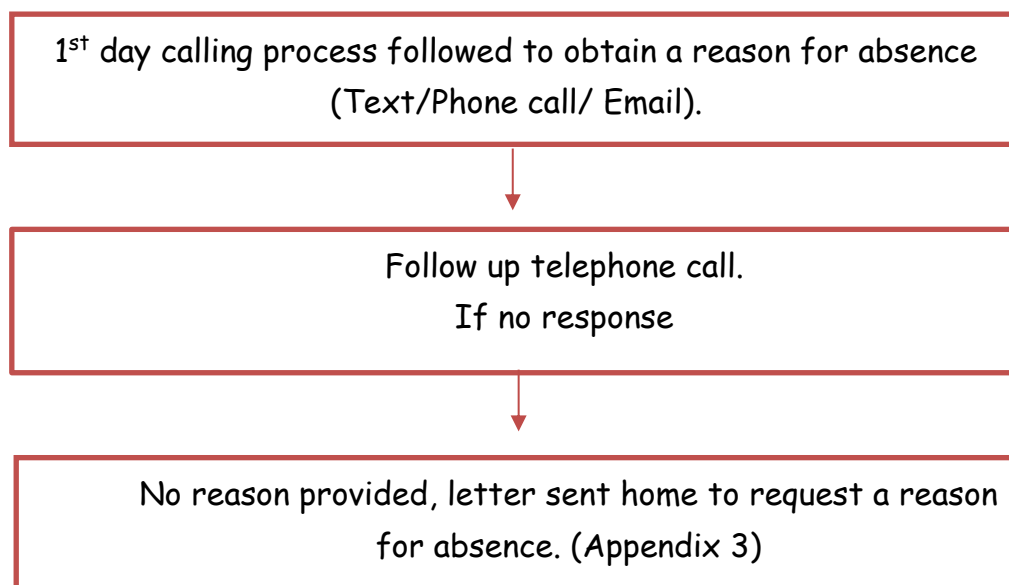 1st day calling process followed to obtain a reason for absence
(Text/Phone call/ Email).
Follow up telephone call.
If no response
No reason provided, letter sent home to request a reason
for absence. (Appendix 3)